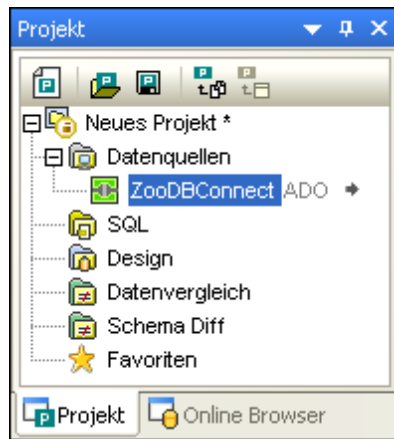 Projekt
Neues Projekt *
Datenquellen
ZooDBConnect ADO
SQL
Design
Datenvergleich
Schema Diff
Favoriten
Projekt Online Browser